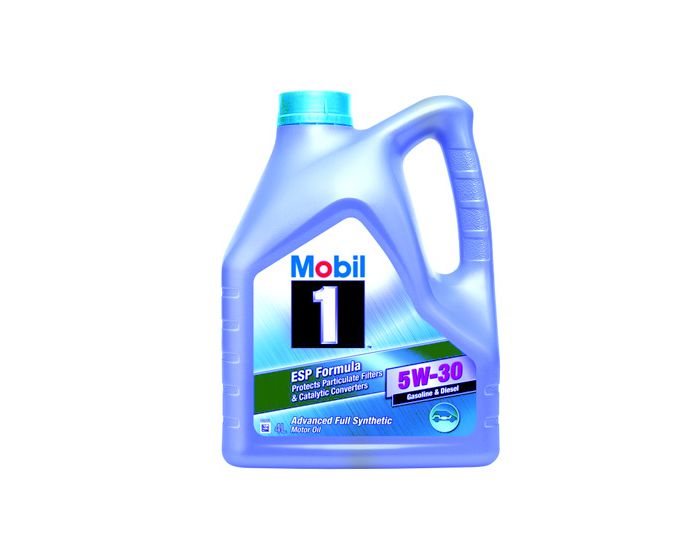 Mobil
1
™
ESP Formula
Protects Particulate Filters
& Catalytic Converters
5W-30
Gasoline & Diesel
Advanced Full Synthetic
Motor Oil
4L